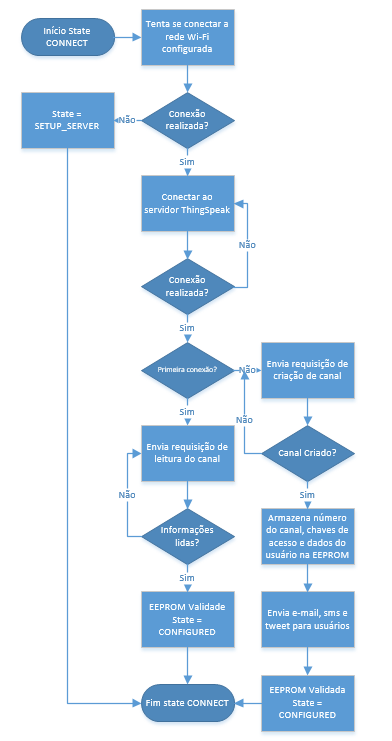 Início State
CONNECT
Tenta se conectar a
rede Wi-Fi
configurada
Conexão
realizada?
Não
State =
SETUP_SERVER
Sim
Conectar ao
servidor ThingSpeak
Não
Conexão
realizada?
Sim
Primeira conexão?
Não
Envia requisição de
criação de canal
Não
Sim
Envia requisição de
leitura do canal
Canal Criado?
Não
Sim
Informações
lidas?
Armazena número
do canal, chaves de
acesso e dados do
usuário na EEPROM
Sim
EEPROM Validade
State =
CONFIGURED
Envia e-mail, sms e
tweet para usuários
Fim state CONNECT
EEPROM Validada
State =
CONFIGURED